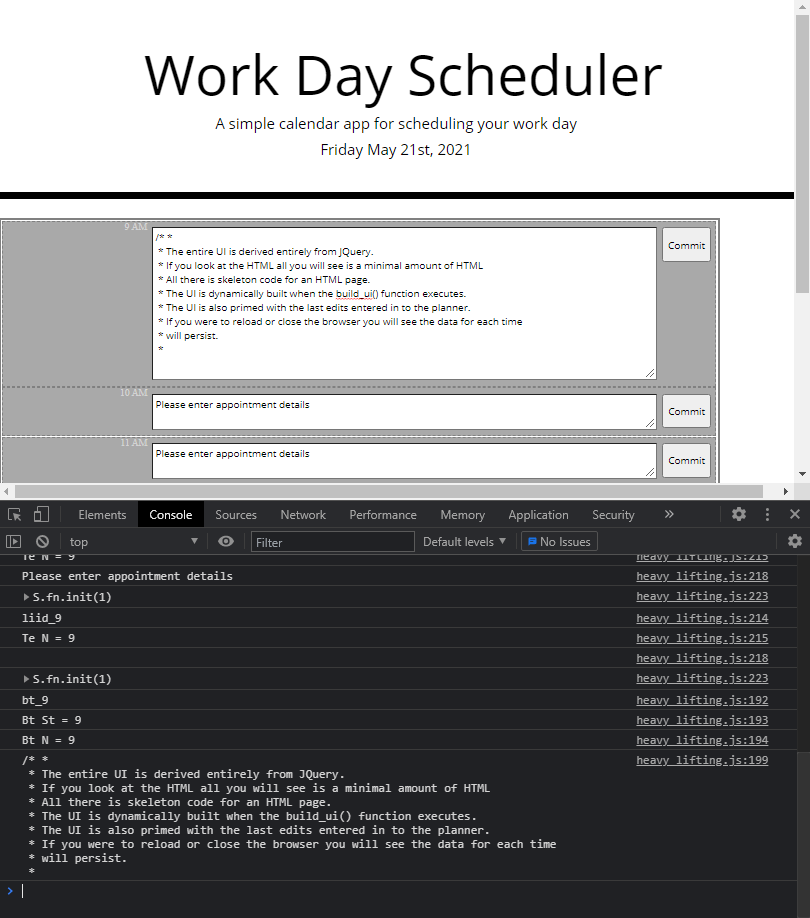 Work Day Scheduler
A simple calendar app for scheduling your work day
Friday May 21st, 2021
9 AM
/* *
* The entire UI is derived entirely from JQuery.
* If you look at the HTML all you will see is a minimal amount of HTML
* All there is skeleton code for an HTML page.
* The UI is dynamically built when the build_ui() function executes.
* The UI is also primed with the last edits entered in to the planner.
* If you were to reload or close the browser you will see the data for each time
* will persist.
*
Commit
10 AM
Please enter appointment details
Commit
11 AM
Please enter appointment details
Commit
Elements Console Sources Network Performance Memory Application Security »
top Filter Default levels No Issues
Te N = 9 heavy_lifting.js:215
Please enter appointment details heavy_lifting.js:218
S.fn.init(1) heavy_lifting.js:223
liid_9 heavy_lifting.js:214
Te N = 9 heavy_lifting.js:215
heavy_lifting.js:218
S.fn.init(1) heavy_lifting.js:223
bt_9 heavy_lifting.js:192
Bt St = 9 heavy_lifting.js:193
Bt N = 9 heavy_lifting.js:194
/* * heavy_lifting.js:199
* The entire UI is derived entirely from JQuery.
* If you look at the HTML all you will see is a minimal amount of HTML
* All there is skeleton code for an HTML page.
* The UI is dynamically built when the build_ui() function executes.
* The UI is also primed with the last edits entered in to the planner.
* If you were to reload or close the browser you will see the data for each time
* will persist.
*
>